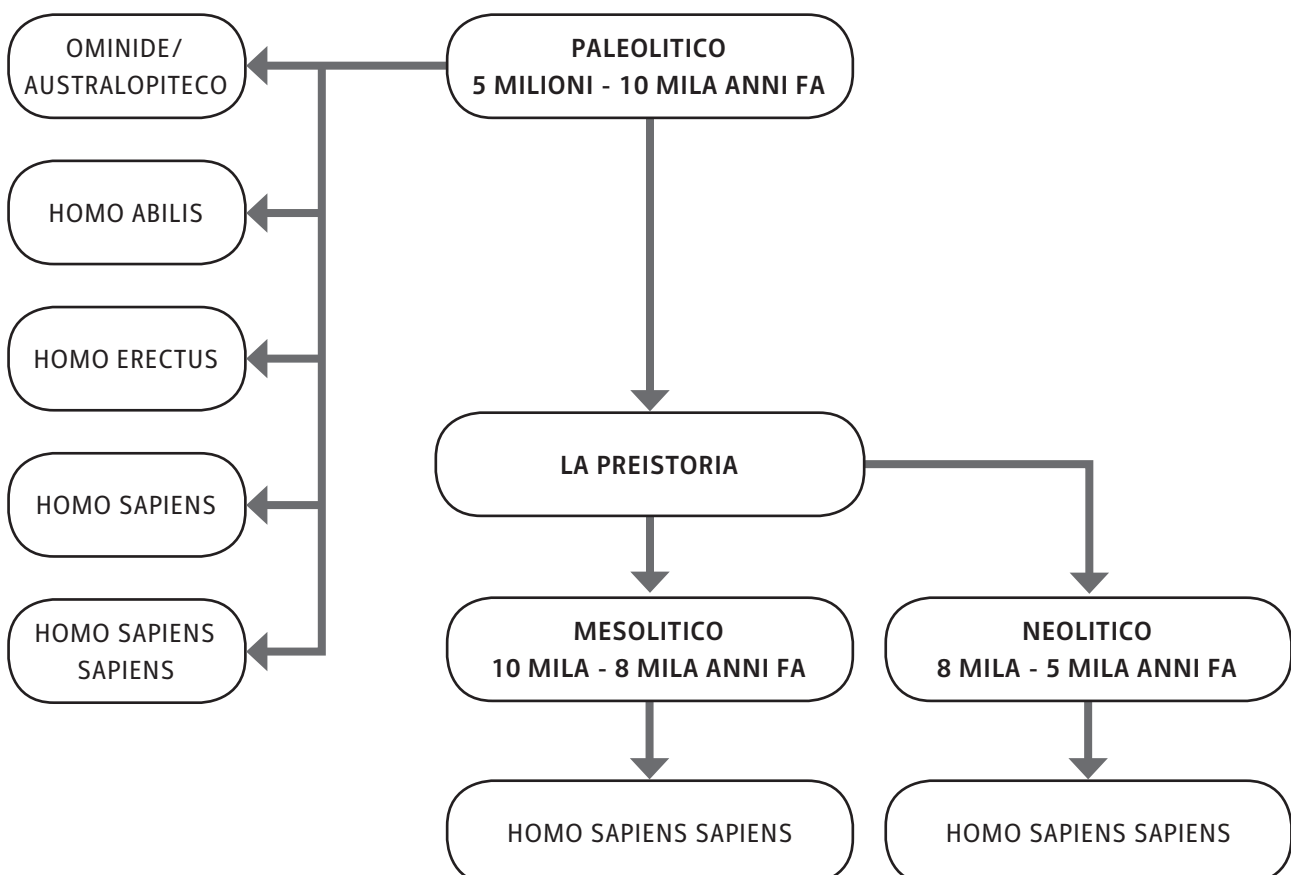 OMINIDE/
AUSTRALOPITECO
PALEOLITICO
5 MILIONI - 10 MILA ANNI FA
HOMO ABILIS
HOMO ERECTUS
HOMO SAPIENS
HOMO SAPIENS
SAPIENS
LA PREISTORIA
MESOLITICO
10 MILA - 8 MILA ANNI FA
NEOLITICO
8 MILA - 5 MILA ANNI FA
HOMO SAPIENS SAPIENS
HOMO SAPIENS SAPIENS